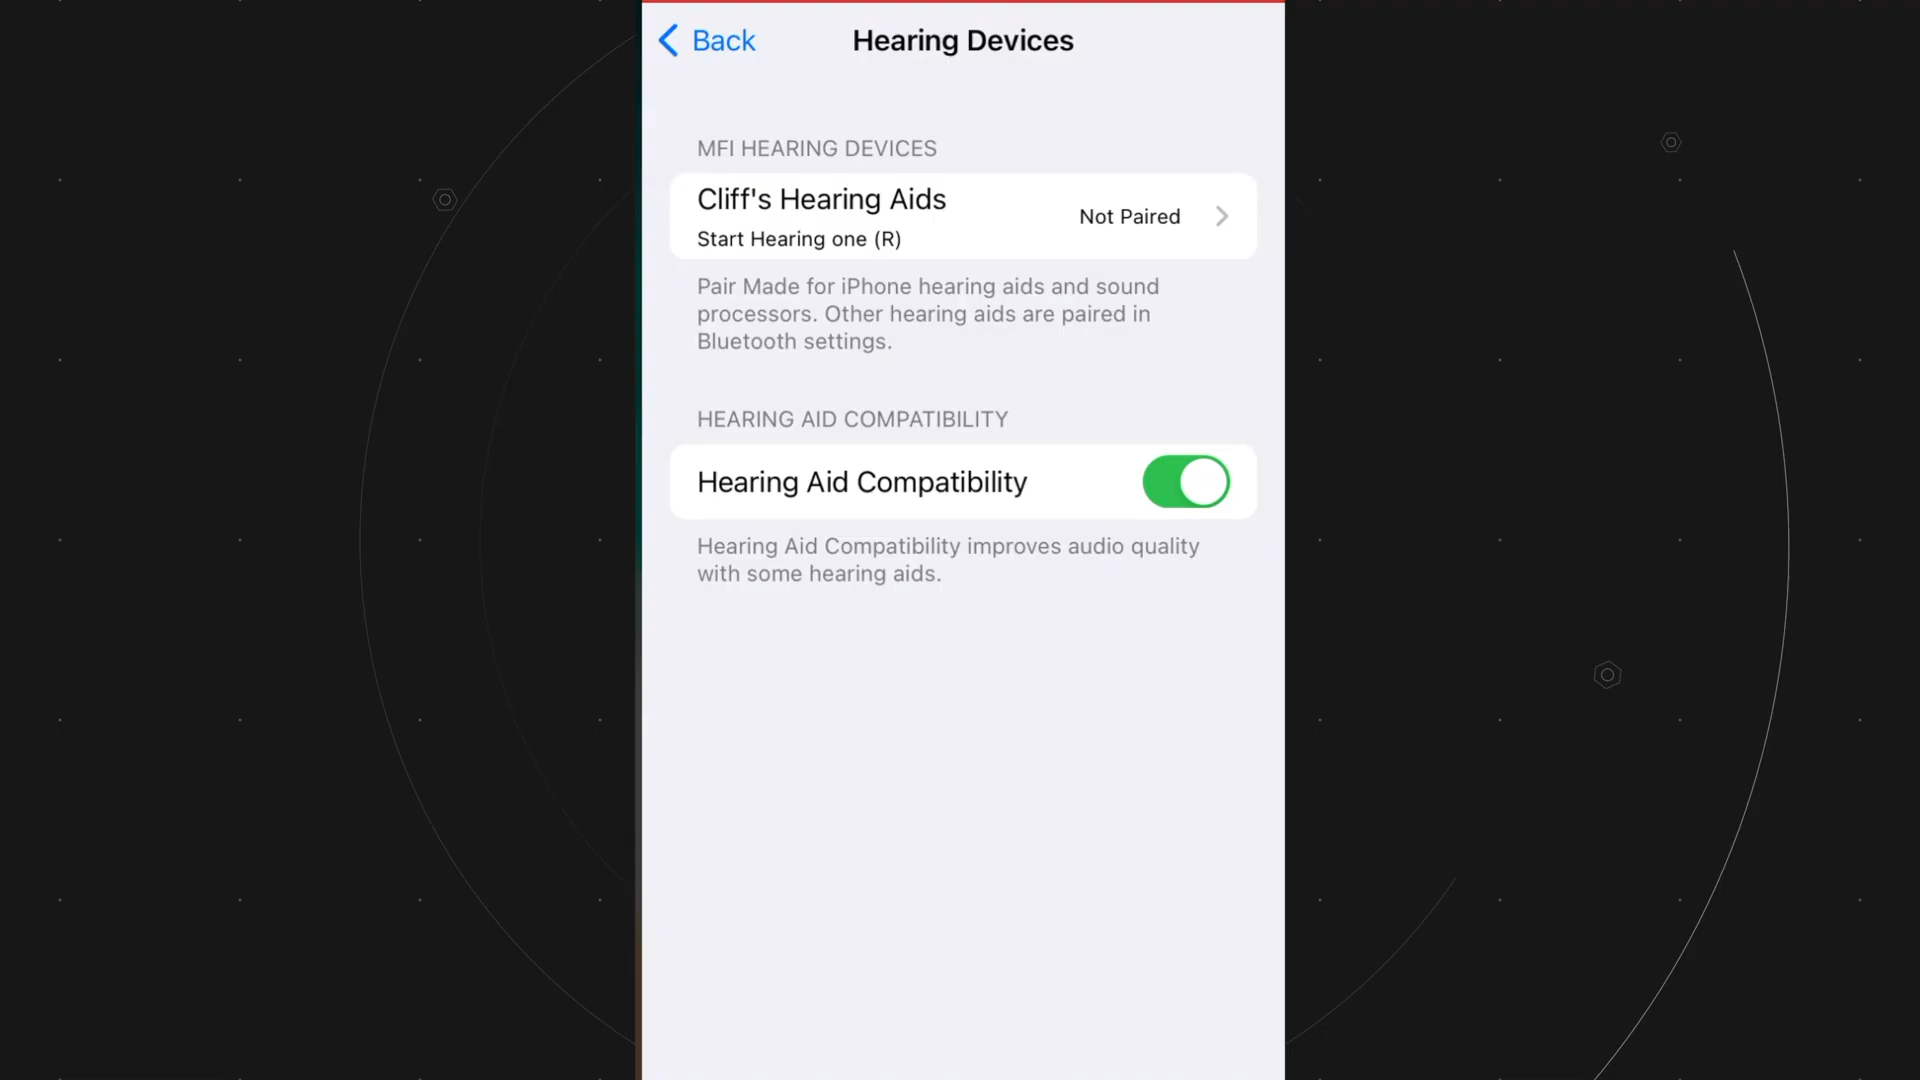 Back
Hearing Devices
MFI HEARING DEVICES
Cliff's Hearing Aids
Start Hearing one (R)
Not Paired
Pair Made for iPhone hearing aids and sound
processors. Other hearing aids are paired in
Bluetooth settings.
HEARING AID COMPATIBILITY
Hearing Aid Compatibility
Hearing Aid Compatibility improves audio quality
with some hearing aids.